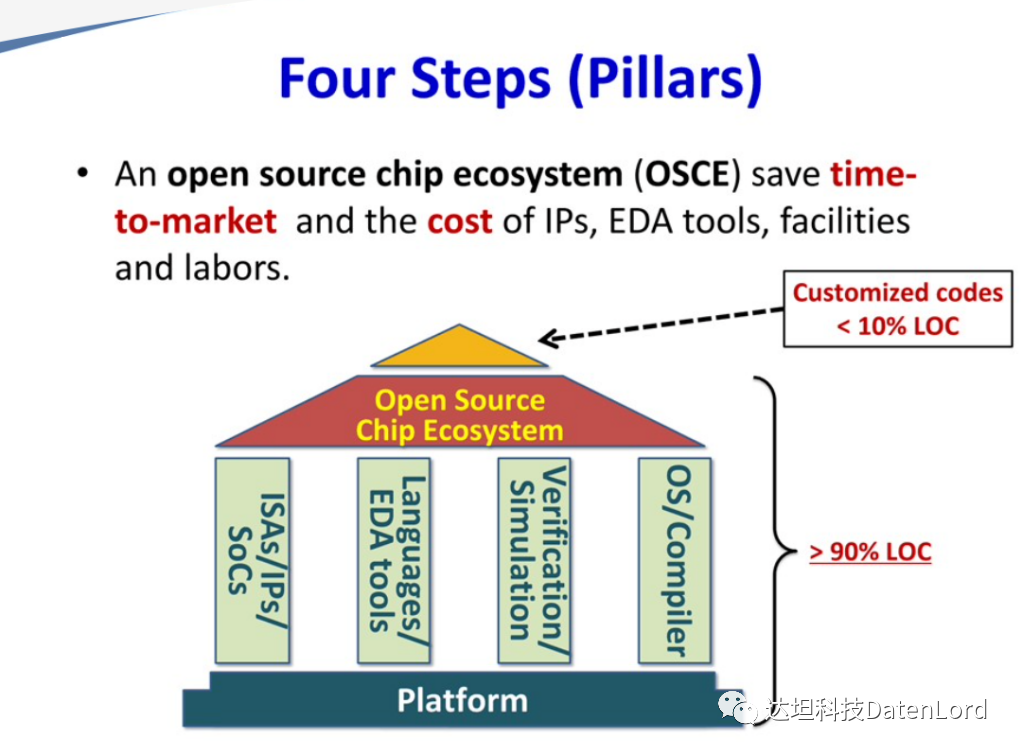 Four Steps (Pillars)
• An open source chip ecosystem (OSCE) save time-
to-market and the cost of IPs, EDA tools, facilities
and labors.
Customized codes
< 10% LOC
Open Source
Chip Ecosystem
ISAs/IPs/
SoCs
Languages/
EDA tools
Verification/
Simulation
OS/Compiler
> 90% LOC
Platform
达坦科技DatenLord